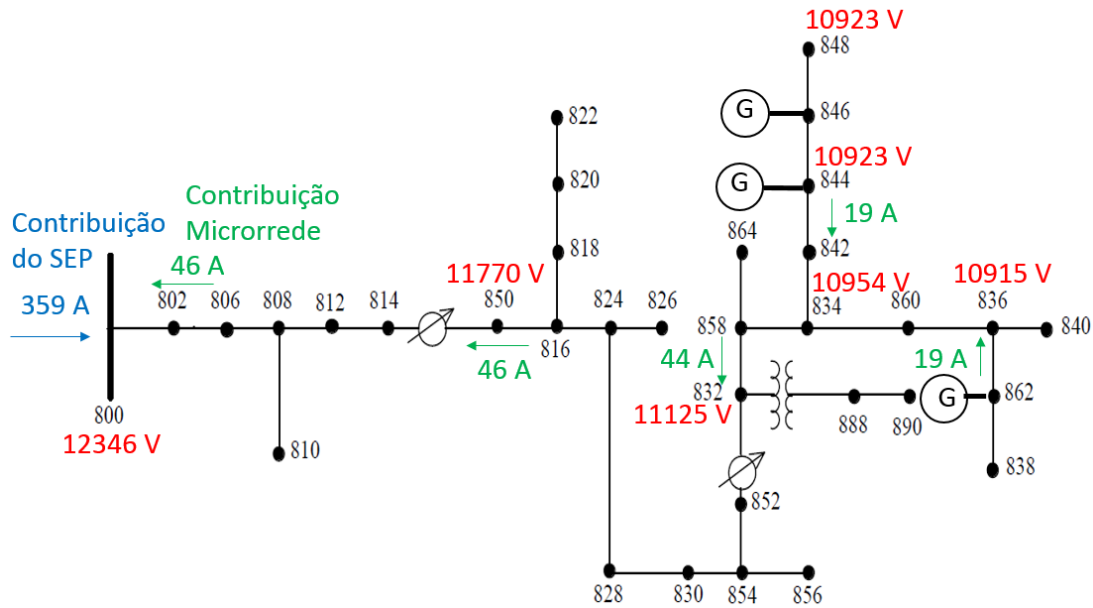 10923 V
848
G
846
822
10923 V
G
844
820
Contribuição
Microrrede
19 A
Contribuição
do SEP
864
818
842
46 A
11770 V
10954 V
10915 V
359 A
802
806
808
812
814
850
824
826
834
860
836
816
858
840
46 A
44 A
19 A
832
G
862
800
11125 V
888
890
12346 V
810
838
852
828
830
854
856